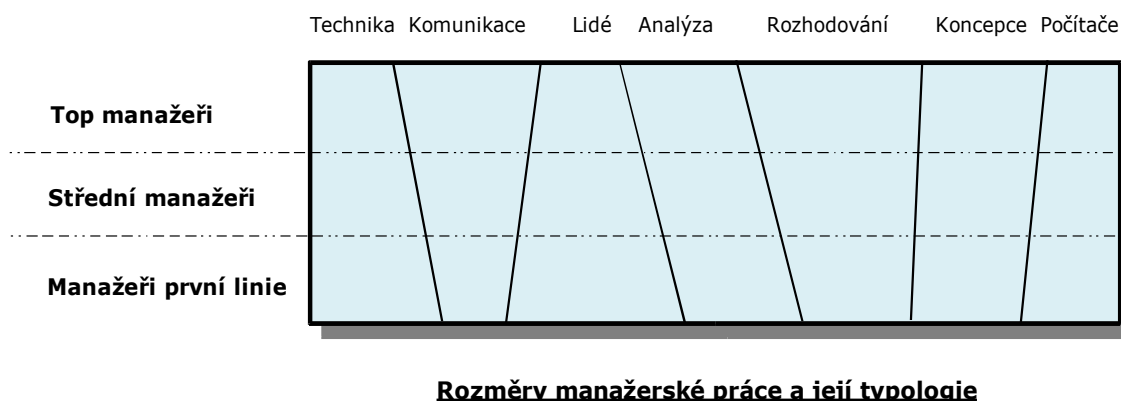 Technika Komunikace Lidé Analýza Rozhodování Koncepce Počítače
Top manažeři
Střední manažeři
Manažeři první linie
Rozměry manažerské práce a její typologie